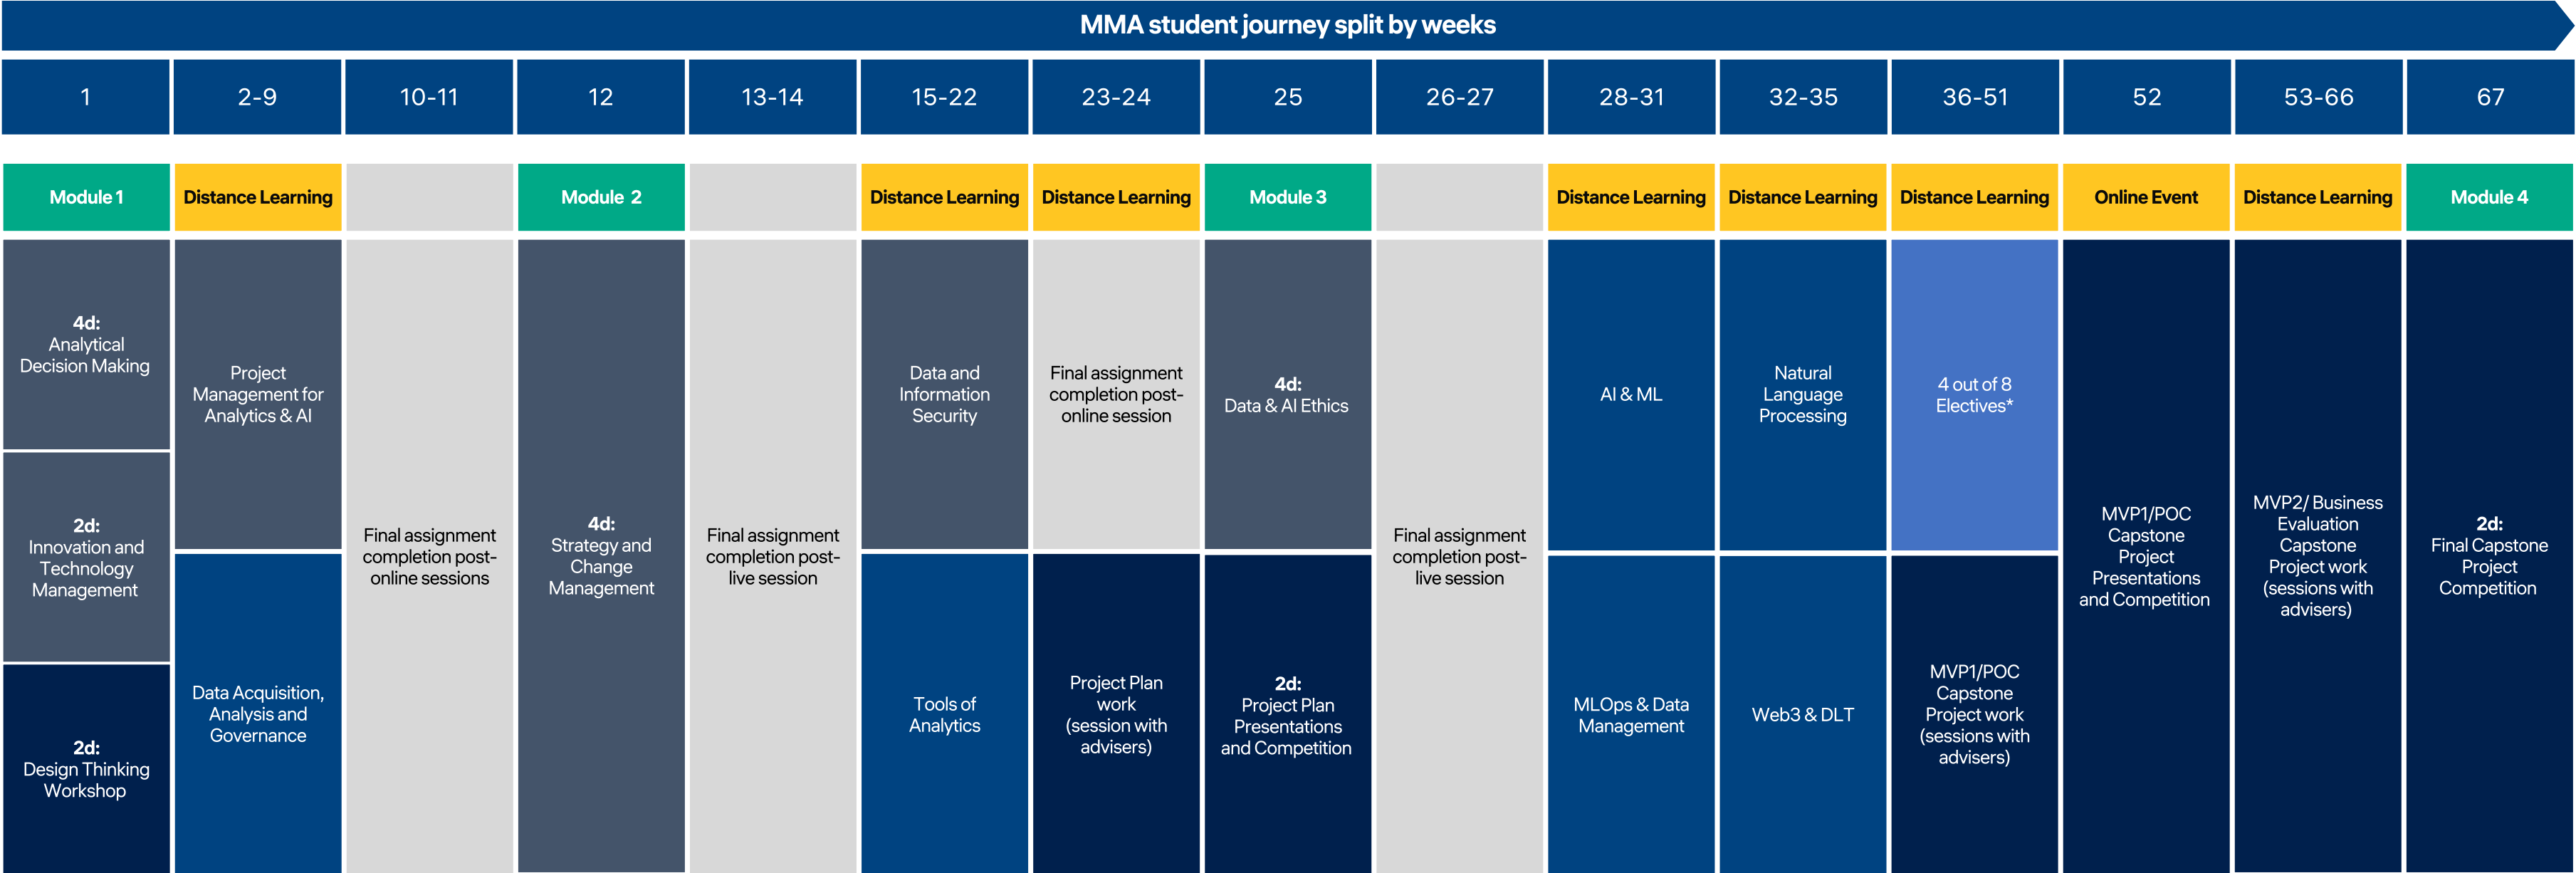 MMA student journey split by weeks
1
2-9
10-11
12
13-14
15-22
23-24
25
26-27
28-31
32-35
36-51
52
53-66
67
Module 1
Distance Learning
Module 2
Distance Learning
Distance Learning
Module 3
Distance Learning
Distance Learning
Distance Learning
Online Event
Distance Learning
Module 4
4d:
Analytical
Decision Making
2d:
Innovation and
Technology
Management
2d:
Design Thinking
Workshop
Project
Management for
Analytics & AI
Data Acquisition,
Analysis and
Governance
Final assignment
completion post-
online sessions
4d:
Strategy and
Change
Management
Final assignment
completion post-
live session
Data and
Information
Security
Tools of
Analytics
Final assignment
completion post-
online session
Project Plan
work
(session with
advisers)
4d:
Data & AI Ethics
2d:
Project Plan
Presentations
and Competition
Final assignment
completion post-
live session
AI & ML
MLOps & Data
Management
Natural
Language
Processing
Web3 & DLT
4 out of 8
Electives*
MVP1/POC
Capstone
Project work
(sessions with
advisers)
MVP1/POC
Capstone
Project
Presentations
and Competition
MVP2/ Business
Evaluation
Capstone
Project work
(sessions with
advisers)
2d:
Final Capstone
Project
Competition